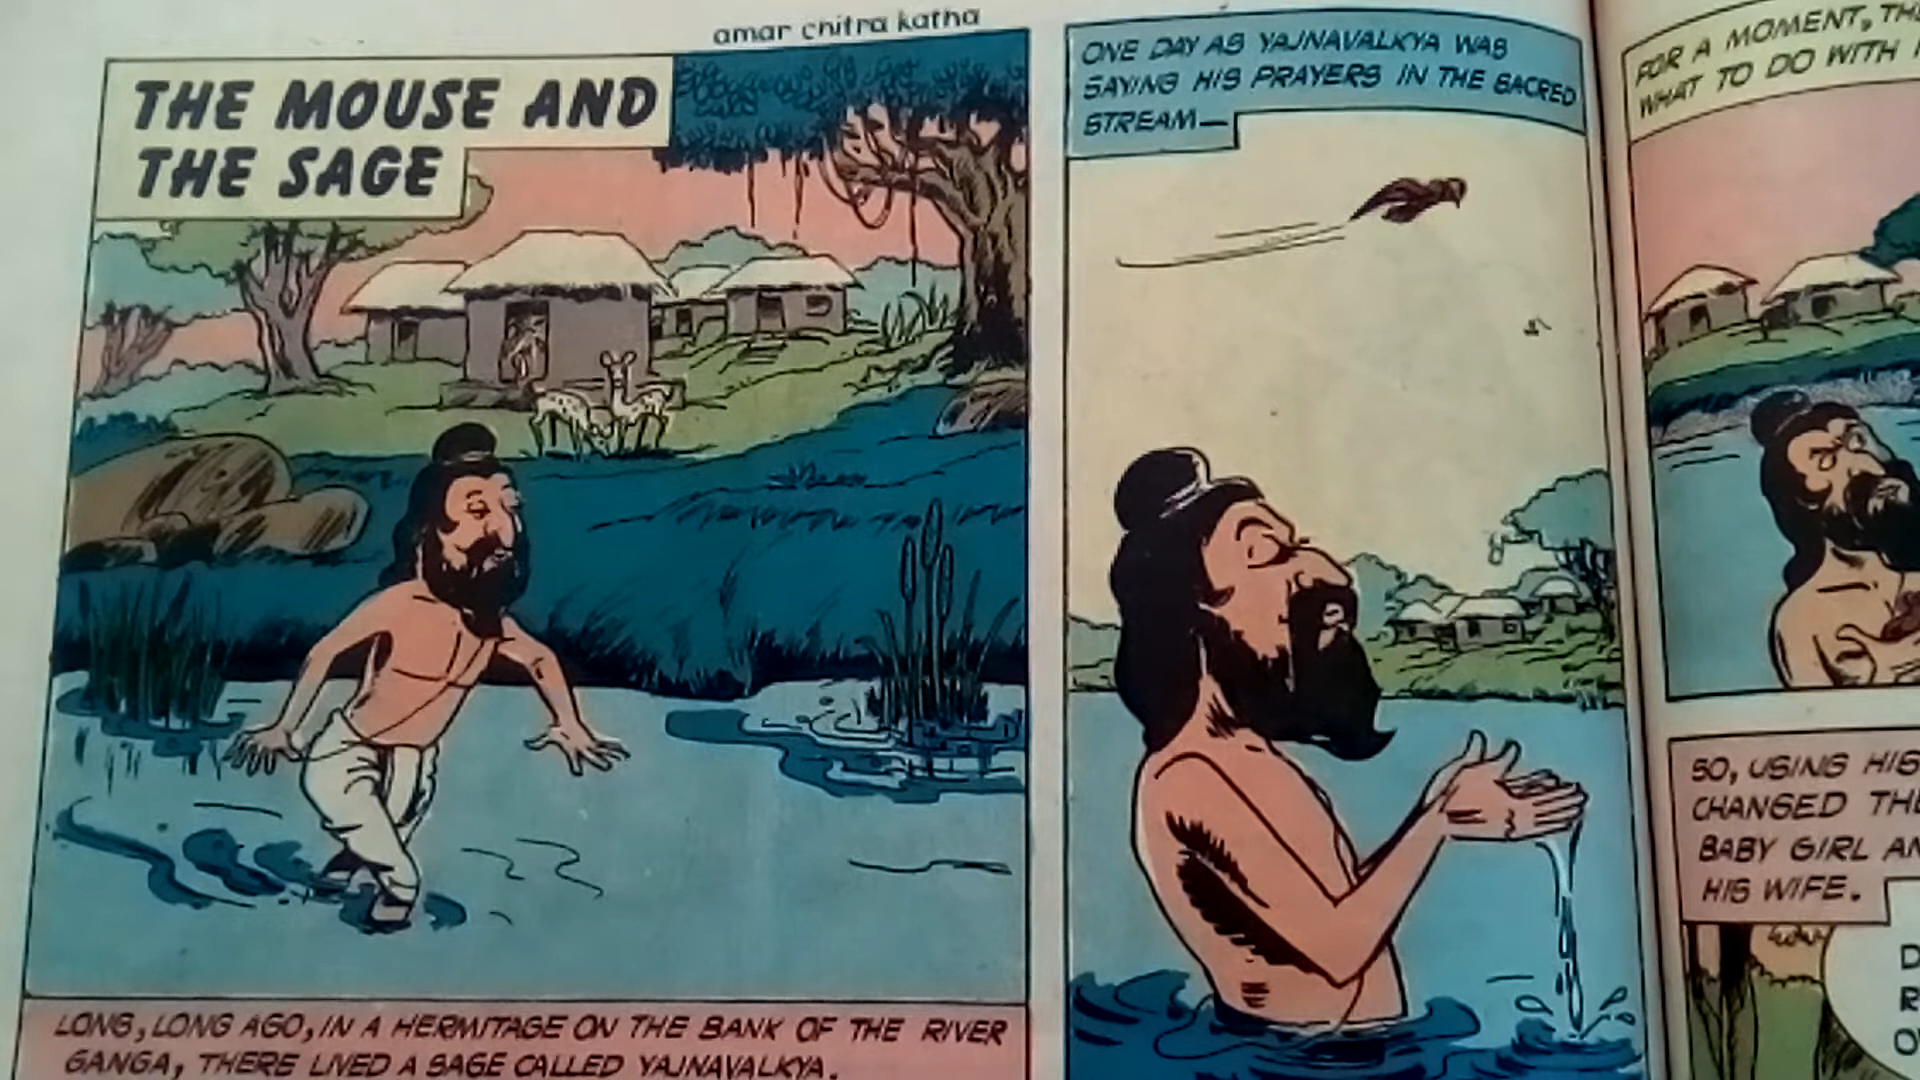 amar chitra katha
THE MOUSE AND
THE SAGE
LONG, LONG AGO, IN A HERMITAGE ON THE BANK OF THE RIVER
GANGA, THERE LIVED A SAGE CALLED YAJNAVALKYA.
ONE DAY AS YAJNAVALKYA WAS
SAYING HIS PRAYERS IN THE SACRED
STREAM—
FOR A MOMENT, THE
WHAT TO DO WITH
SO, USING HIS
CHANGED THE
BABY GIRL
HIS WIFE.